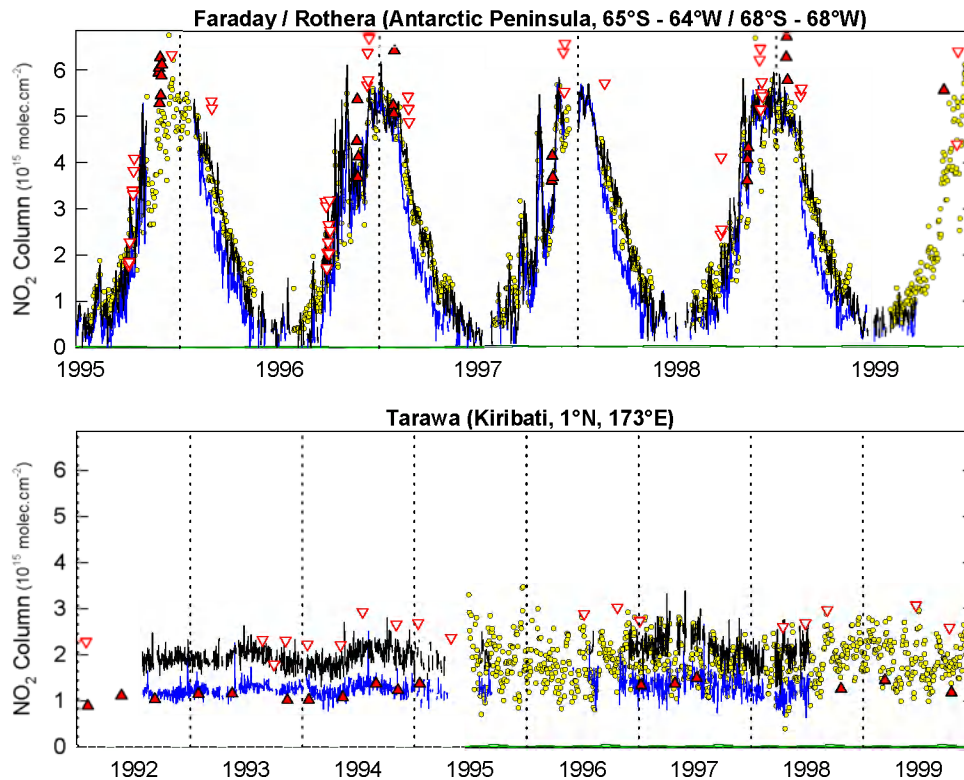 Faraday / Rothera (Antarctic Peninsula, 65°S - 64°W / 68°S - 68°W)
NO2 Column (10^15 molec.cm^-2)
6
5
4
3
2
1
0
1995 1996 1997 1998 1999
Tarawa (Kiribati, 1°N, 173°E)
NO2 Column (10^15 molec.cm^-2)
6
5
4
3
2
1
0
1992 1993 1994 1995 1996 1997 1998 1999